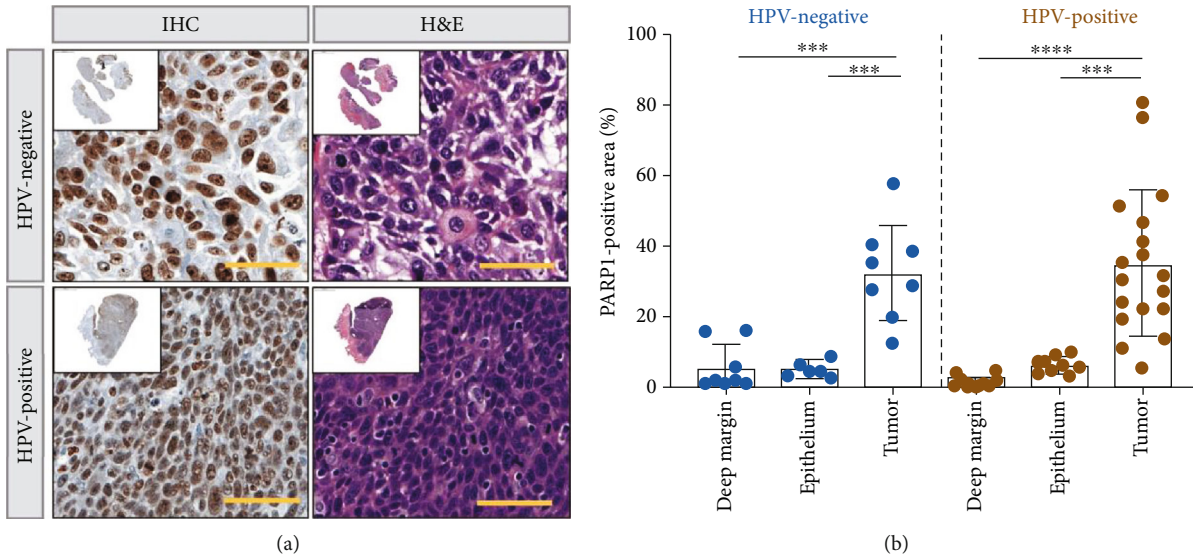 IHC
H&E
HPV-negative
HPV-positive
(a)
HPV-negative
HPV-positive
PARP1-positive area (%)
100
80
60
40
20
0
***
***
****
***
Deep margin
Epithelium
Tumor
Deep margin
Epithelium
Tumor
(b)